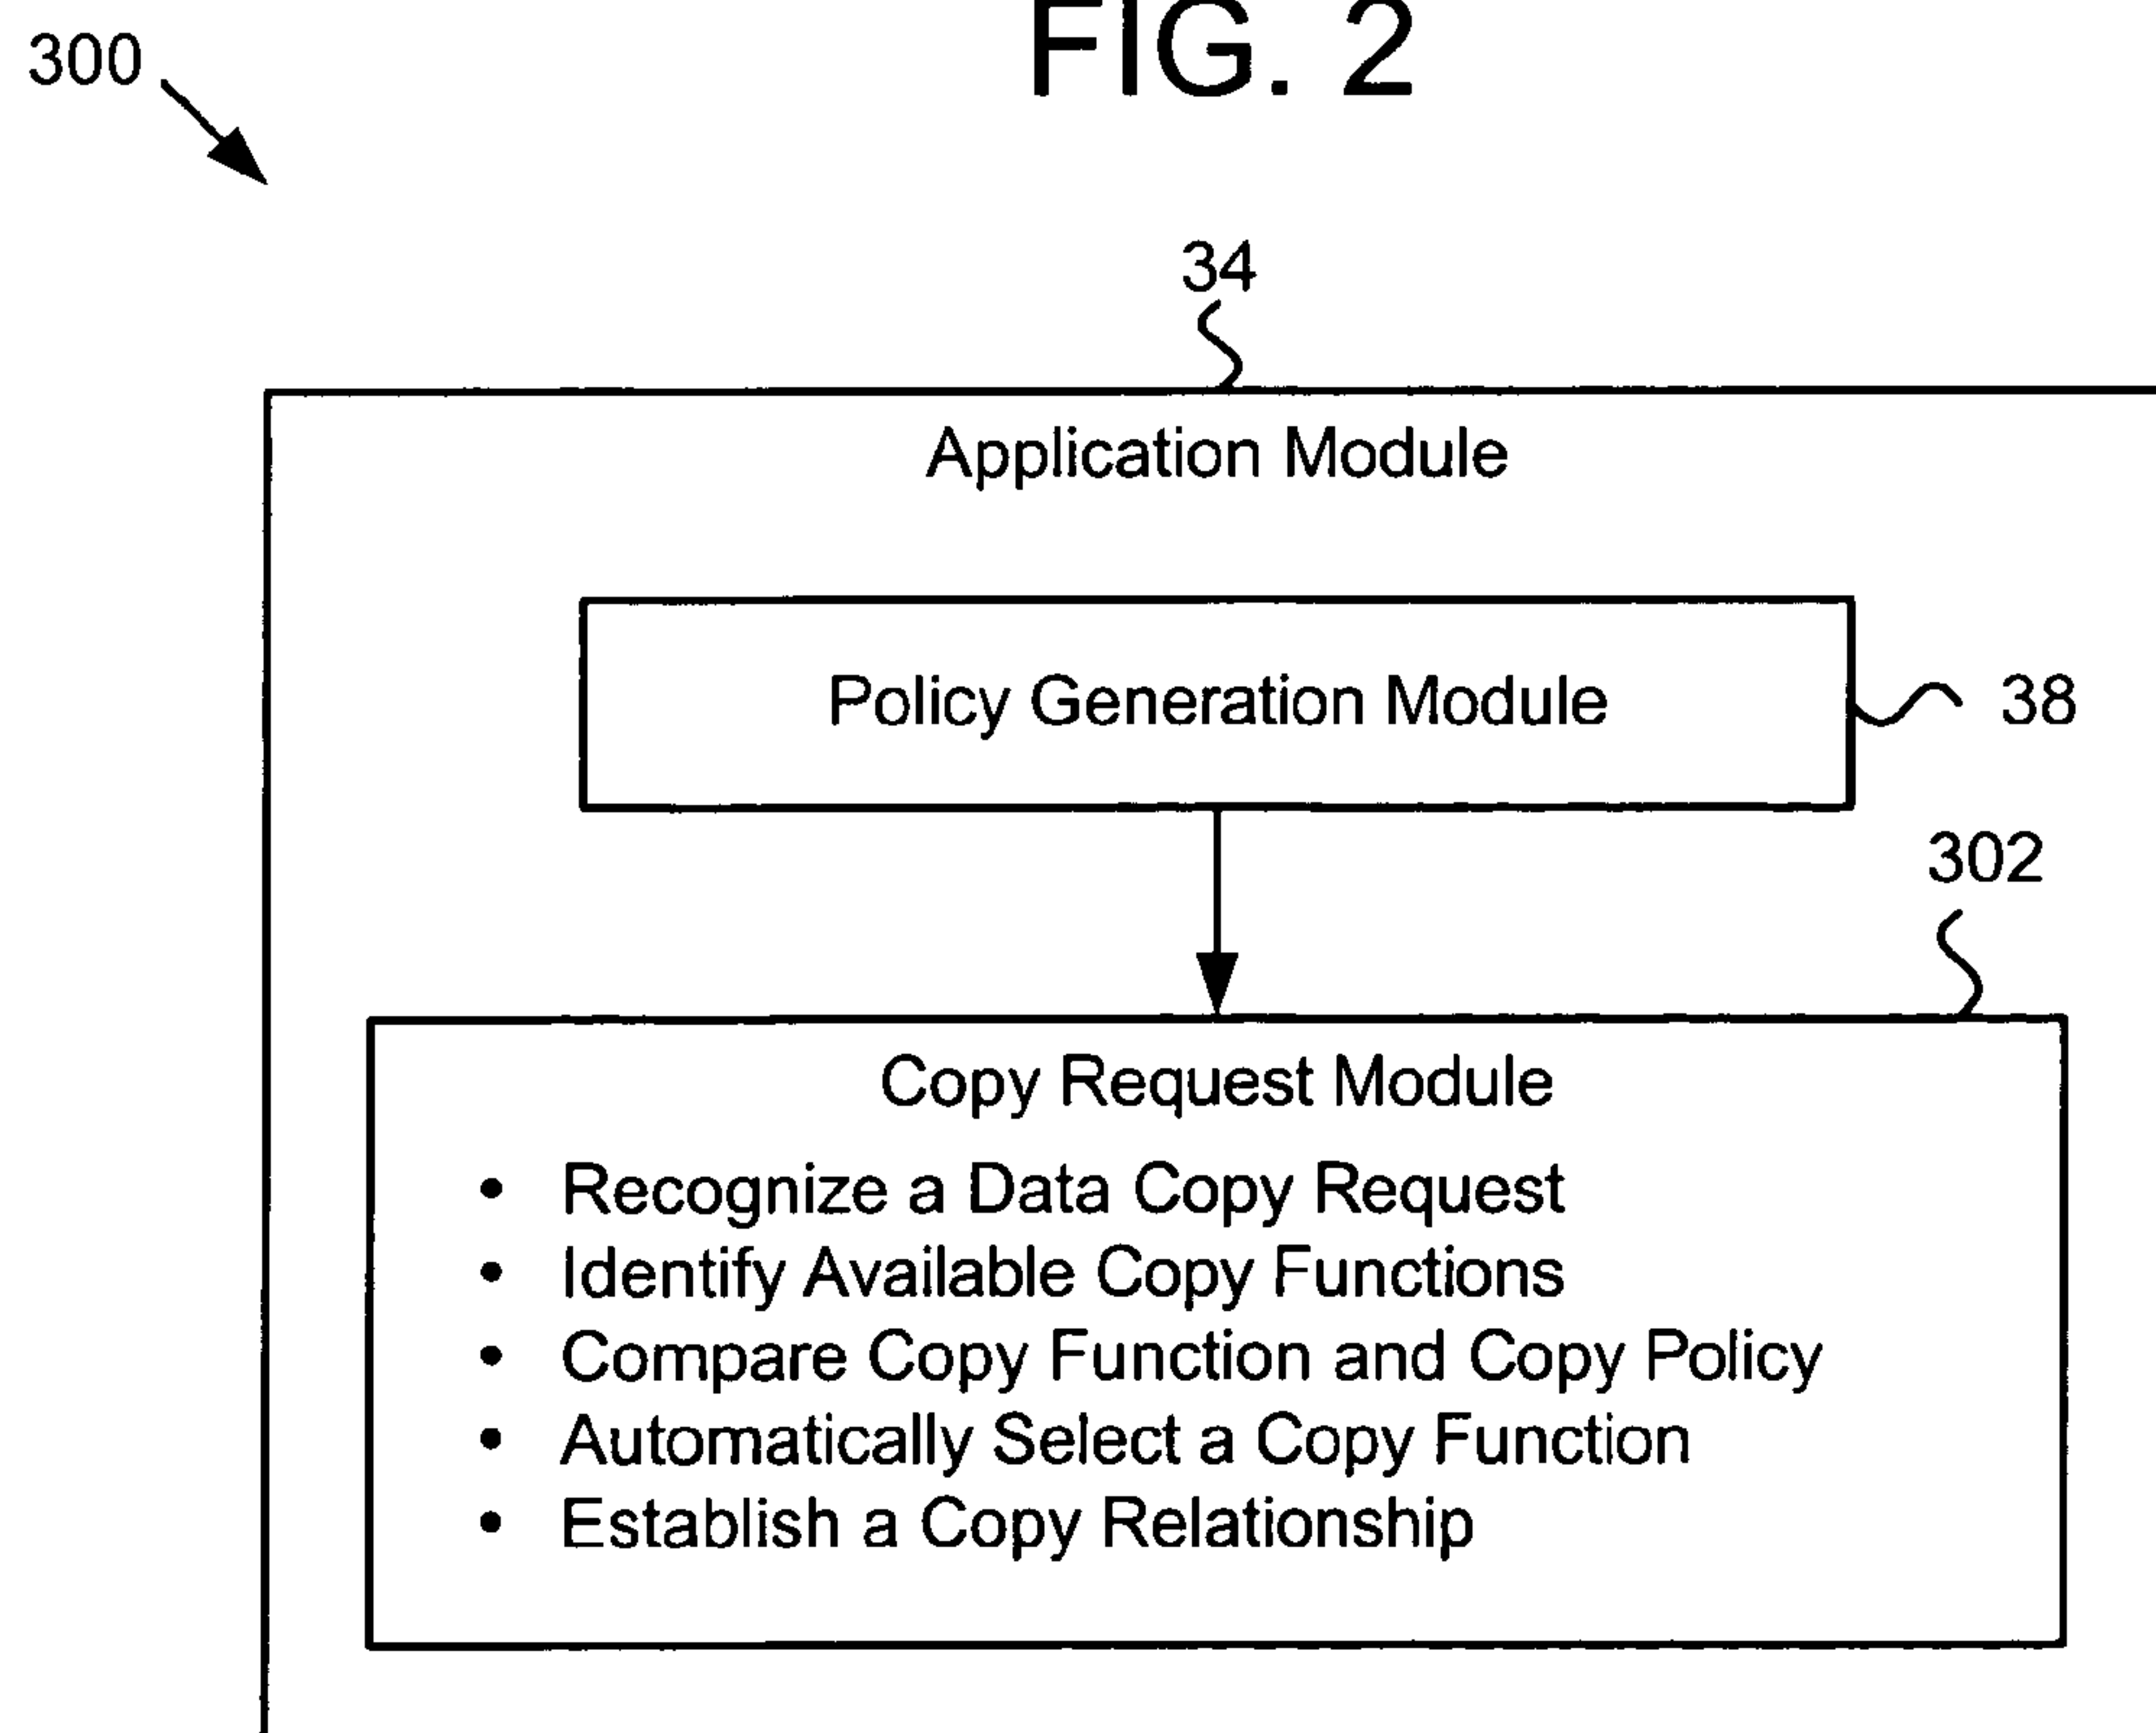 FIG. 2
300
34
Application Module
Policy Generation Module
38
302
Copy Request Module
• Recognize a Data Copy Request
• Identify Available Copy Functions
• Compare Copy Function and Copy Policy
• Automatically Select a Copy Function
• Establish a Copy Relationship